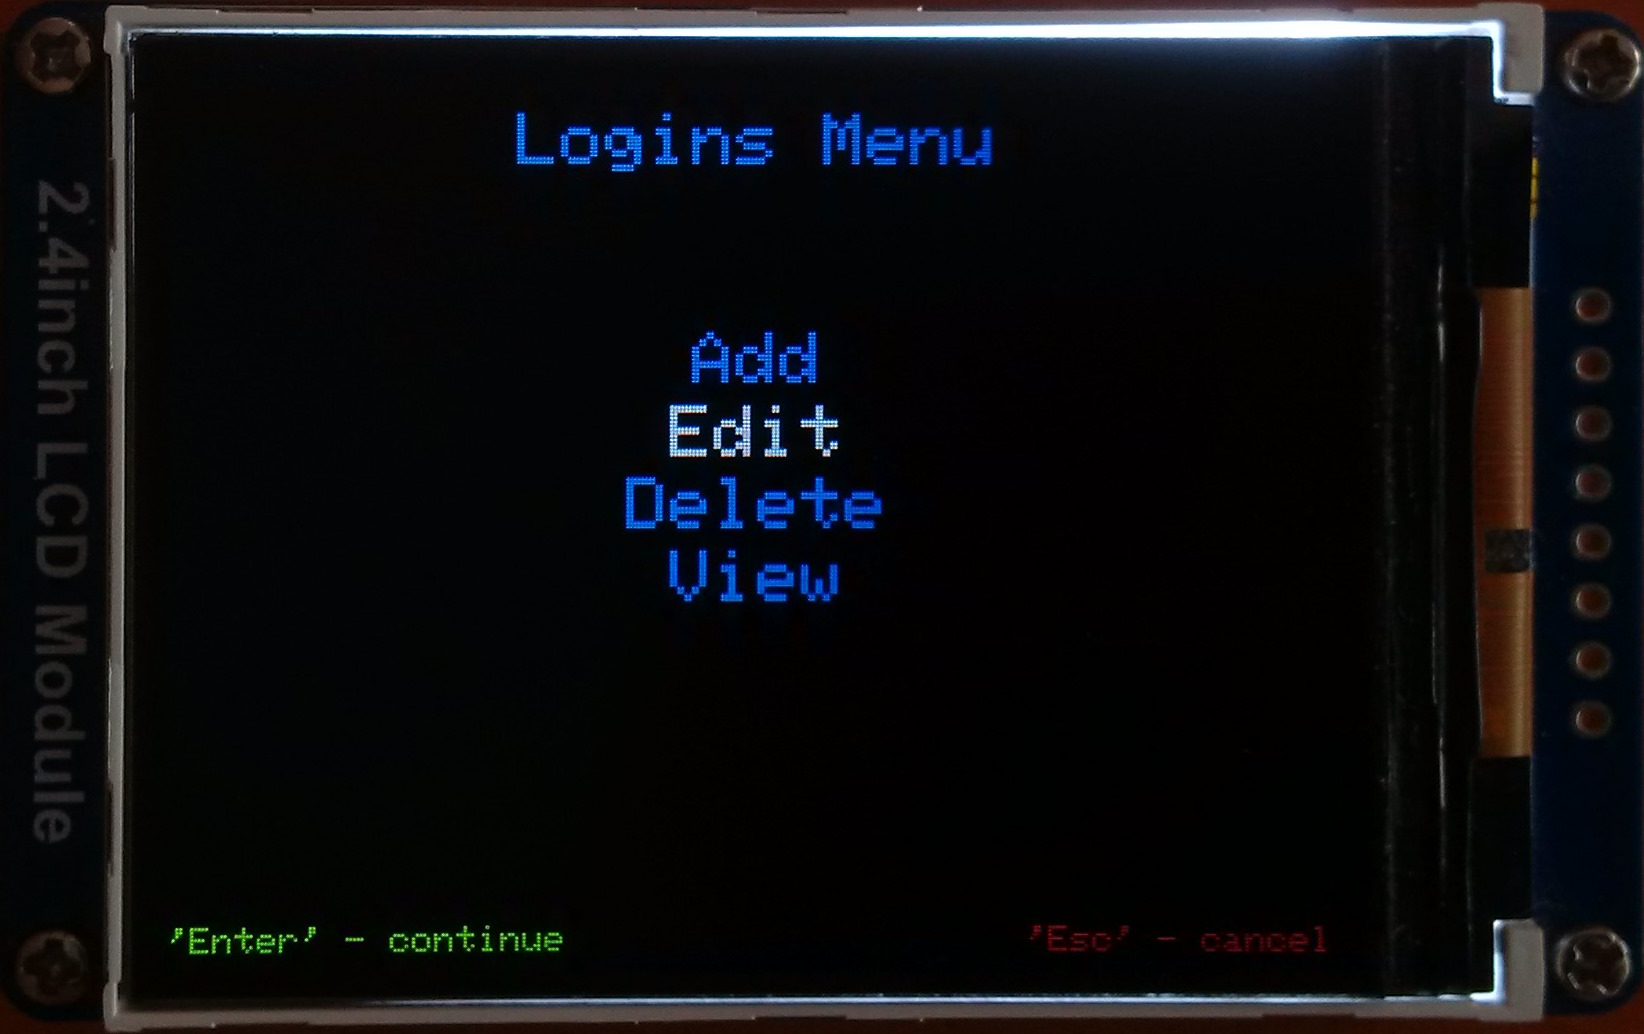 Logins Menu
Add
Edit
Delete
View
'Enter' - continue
'Esc' - cancel
2.4inch LCD Module